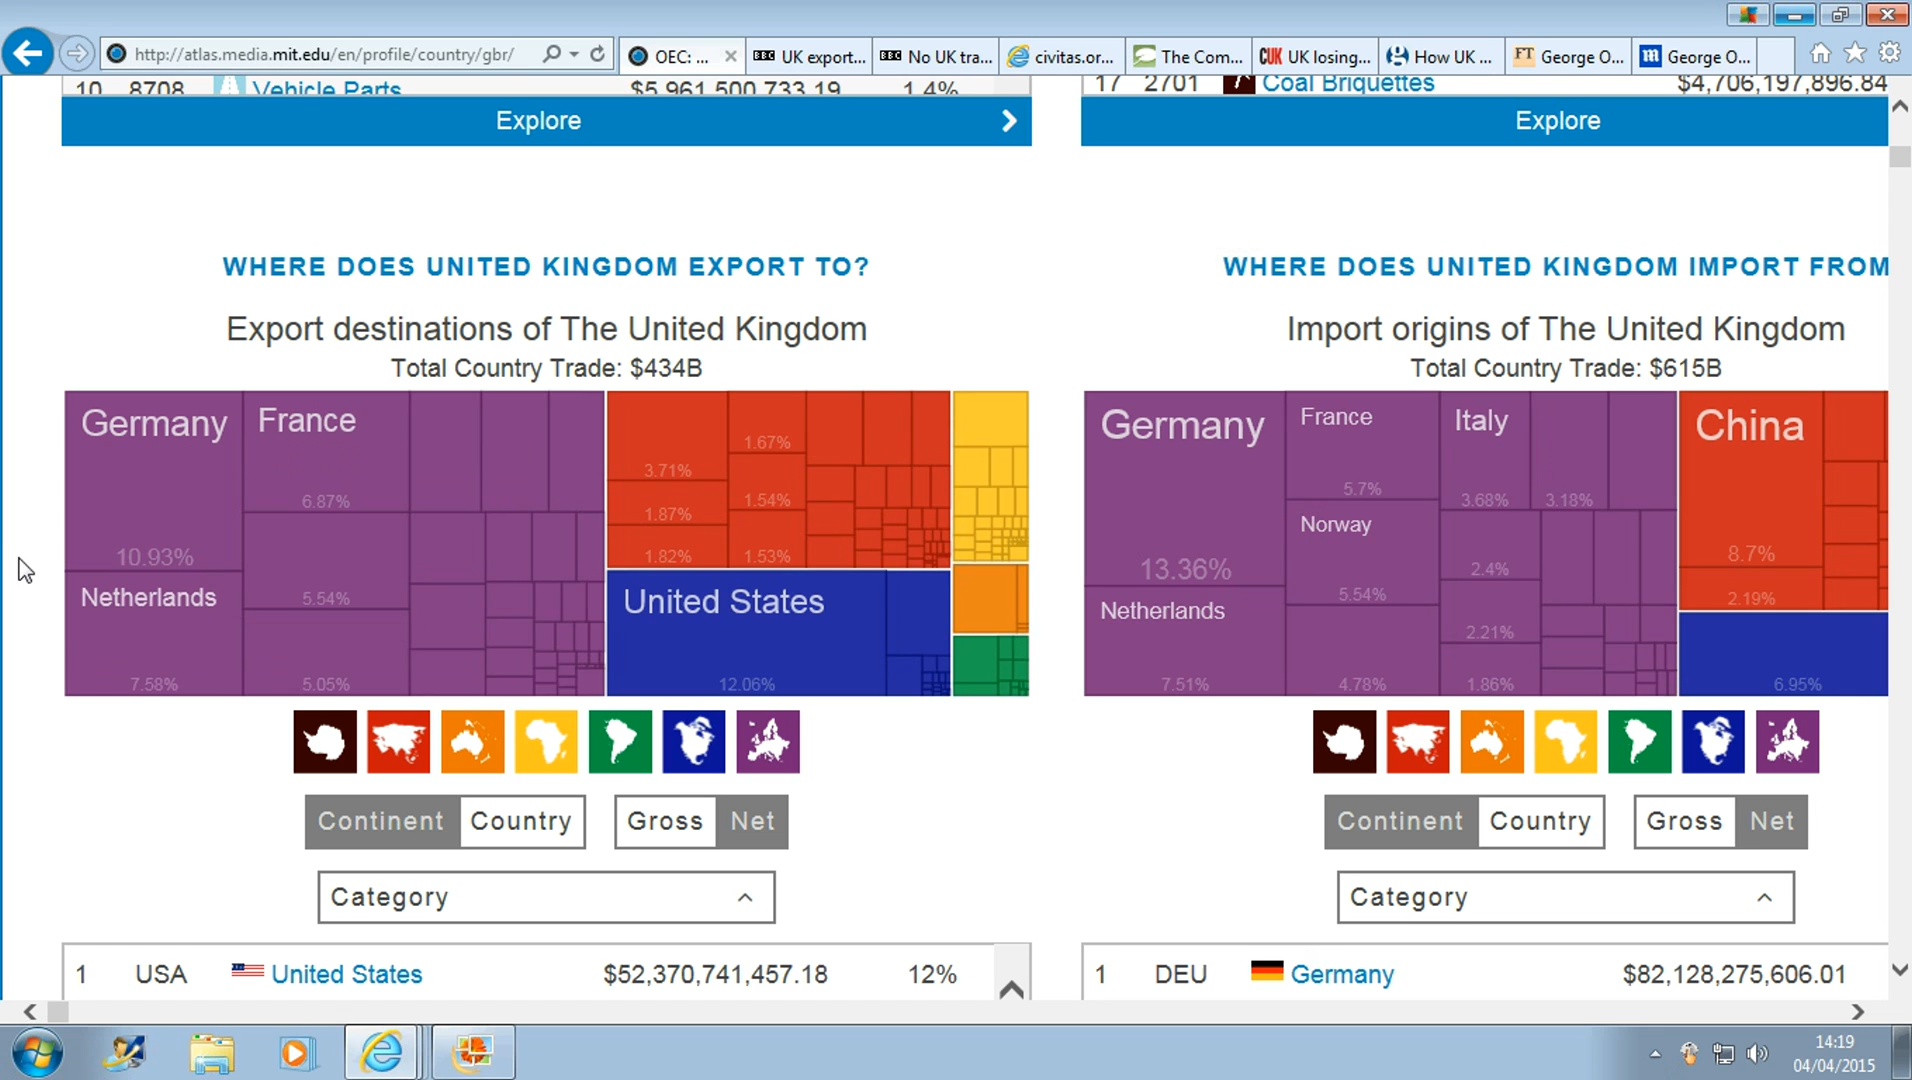 http://atlas.media.mit.edu/en/profile/country/gbr/
OEC: ...
UK export...
No UK tra...
civitas.or...
The Com...
UK losing...
How UK ...
George O...
George O...
10 8708 Vehicle Parts $5,961,500,733.19 1.4%
17 2701 Coal Briquettes $4,706,197,896.84
Explore
Explore
WHERE DOES UNITED KINGDOM EXPORT TO?
Export destinations of The United Kingdom
Total Country Trade: $434B
Germany
10.93%
Netherlands
7.58%
France
6.87%
5.54%
5.05%
3.71%
1.87%
1.82%
1.67%
1.54%
1.53%
United States
12.06%
Continent Country Gross Net
Category
1 USA United States $52,370,741,457.18 12%
WHERE DOES UNITED KINGDOM IMPORT FROM
Import origins of The United Kingdom
Total Country Trade: $615B
Germany
13.36%
Netherlands
7.51%
France
5.7%
Norway
5.54%
4.78%
Italy
3.68%
3.18%
2.4%
2.21%
1.86%
China
8.7%
2.19%
6.95%
Continent Country Gross Net
Category
1 DEU Germany $82,128,275,606.01
14:19
04/04/2015
BBC
BBC
CUK
FT
m